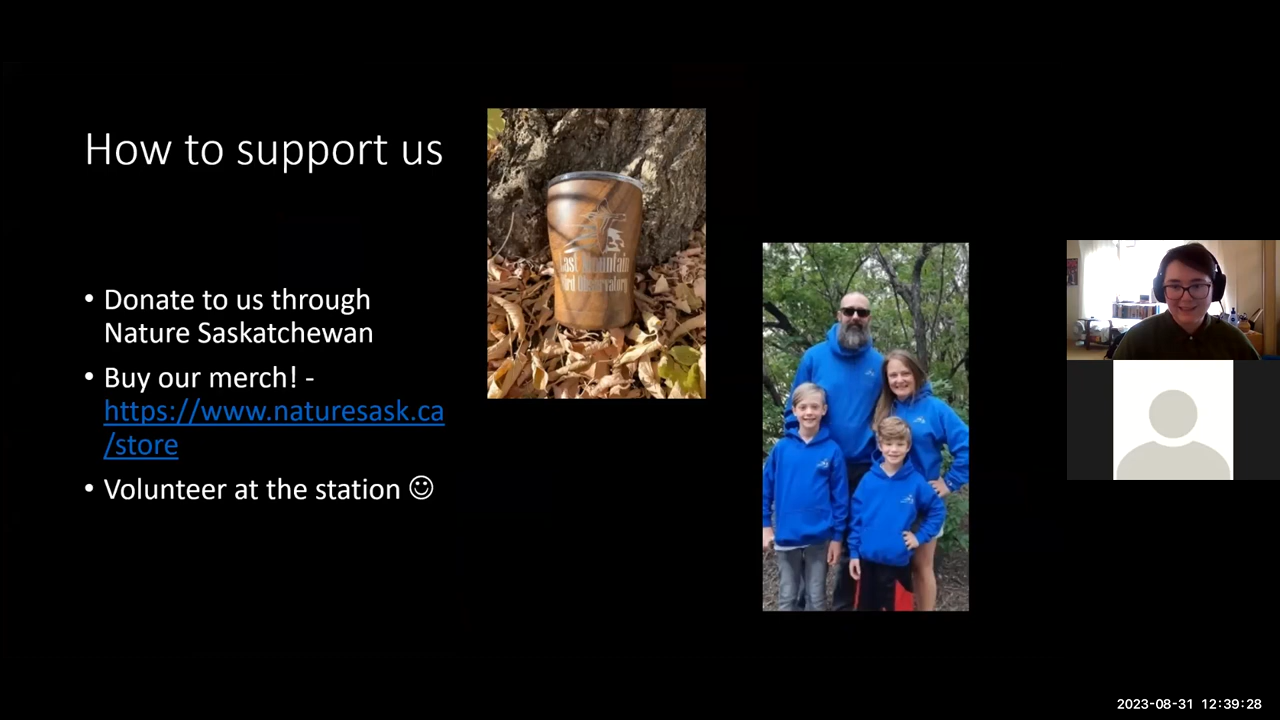 How to support us
• Donate to us through
Nature Saskatchewan
• Buy our merch! -
https://www.naturesask.ca
/store
• Volunteer at the station ☺
Last Mountain
Bird Observatory
2023-08-31 12:39:28